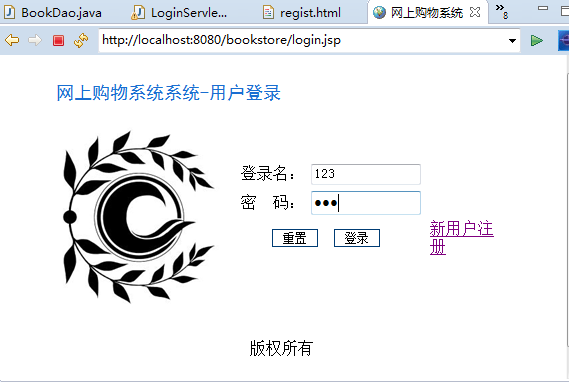 BookDao.java
LoginServle...
regist.html
网上购物系统
8
http://localhost:8080/bookstore/login.jsp
网上购物系统系统-用户登录
登录名： 123
密 码： ●●●
重置 登录
新用户注
册
版权所有